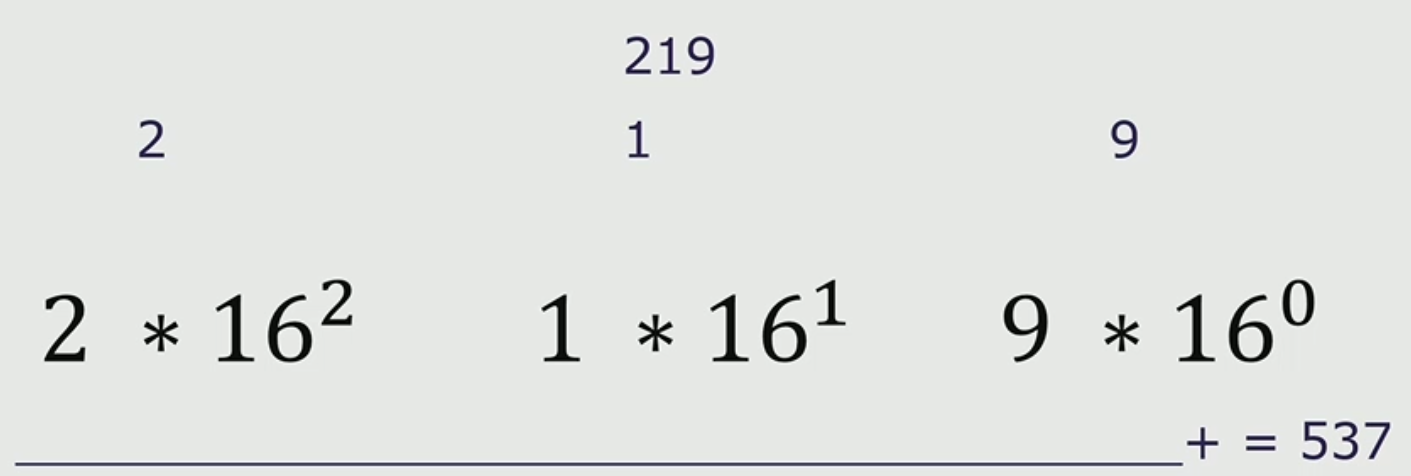 219
2 1 9
2 * 16² 1 * 16¹ 9 * 16⁰
+ = 537